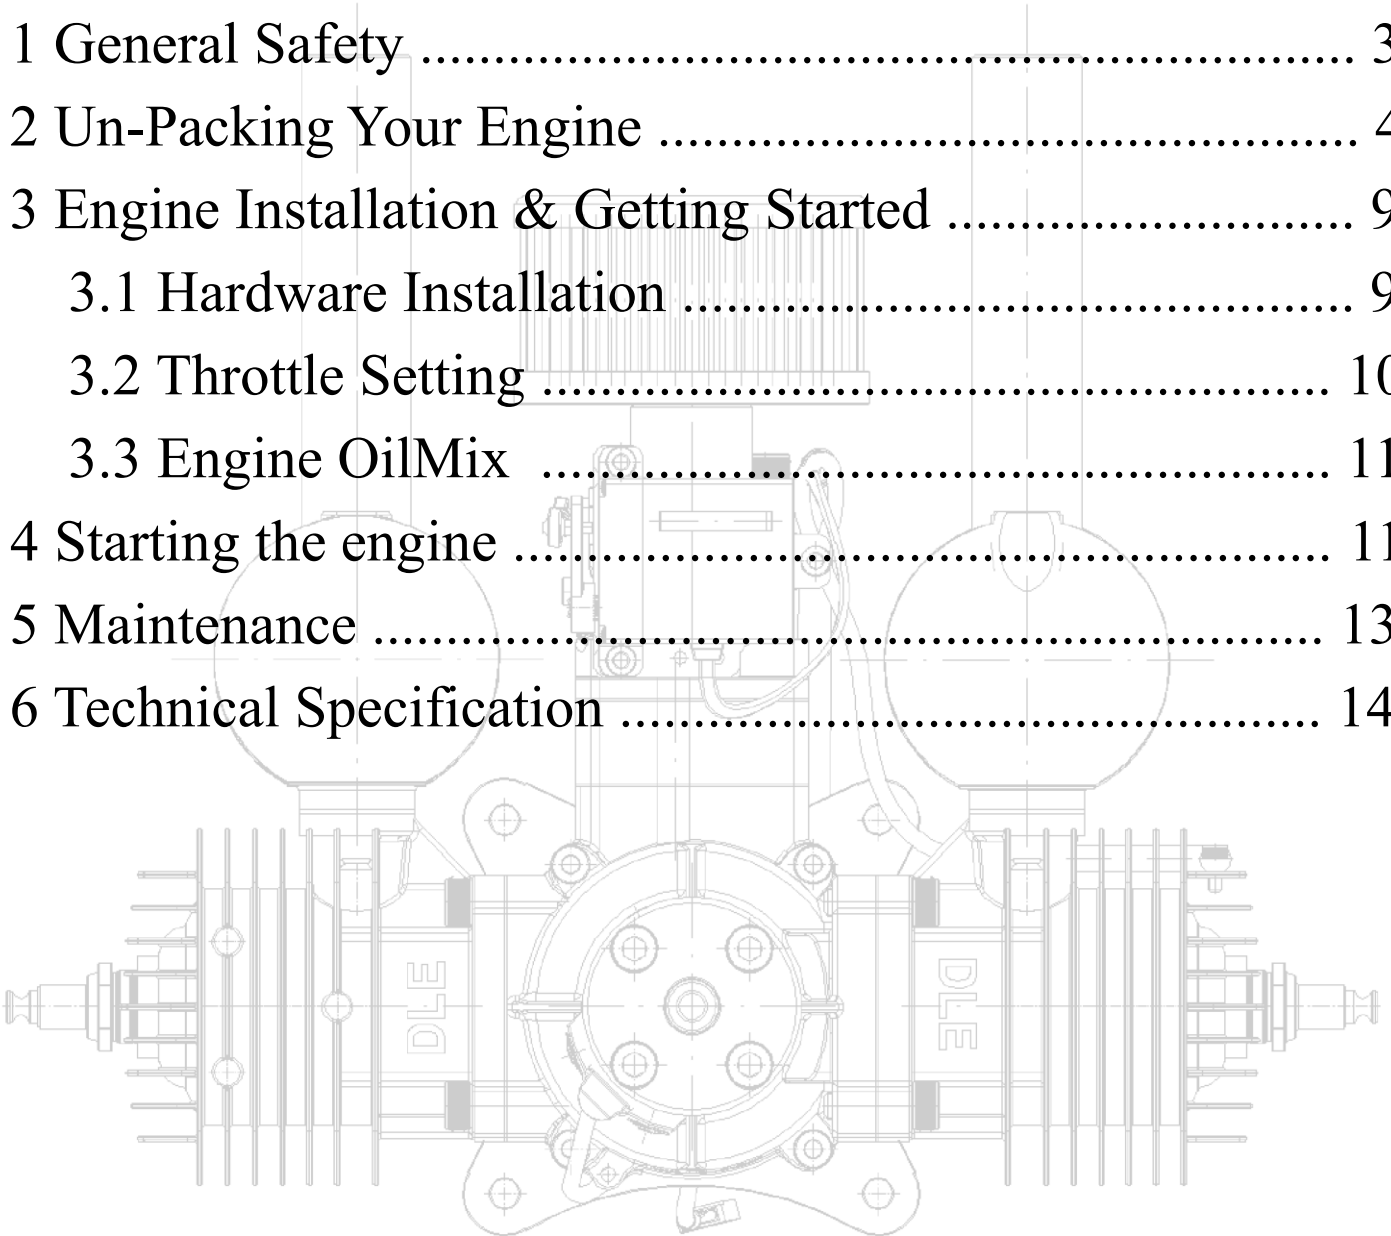 1 General Safety ................................................................ 3
2 Un-Packing Your Engine ................................................ 4
3 Engine Installation & Getting Started ............................ 9
3.1 Hardware Installation .............................................. 9
3.2 Throttle Setting ...................................................... 10
3.3 Engine OilMix ...................................................... 11
4 Starting the engine ........................................................ 11
5 Maintenance ................................................................. 13
6 Technical Specification ................................................ 14
DLE
DLE